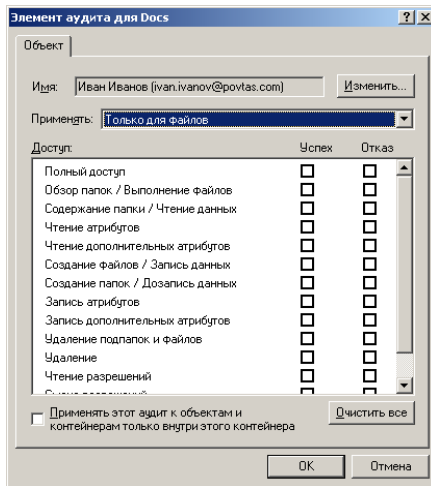 Элемент аудита для Docs
Объект
Имя: Иван Иванов (ivan.ivanov@povtas.com) Изменить...
Применять: Только для файлов
Доступ: Успех Отказ
Полный доступ
Обзор папок / Выполнение файлов
Содержание папки / Чтение данных
Чтение атрибутов
Чтение дополнительных атрибутов
Создание файлов / Запись данных
Создание папок / Дозапись данных
Запись атрибутов
Запись дополнительных атрибутов
Удаление подпапок и файлов
Удаление
Чтение разрешений
Применять этот аудит к объектам и
контейнерам только внутри этого контейнера
Очистить все
OK Отмена